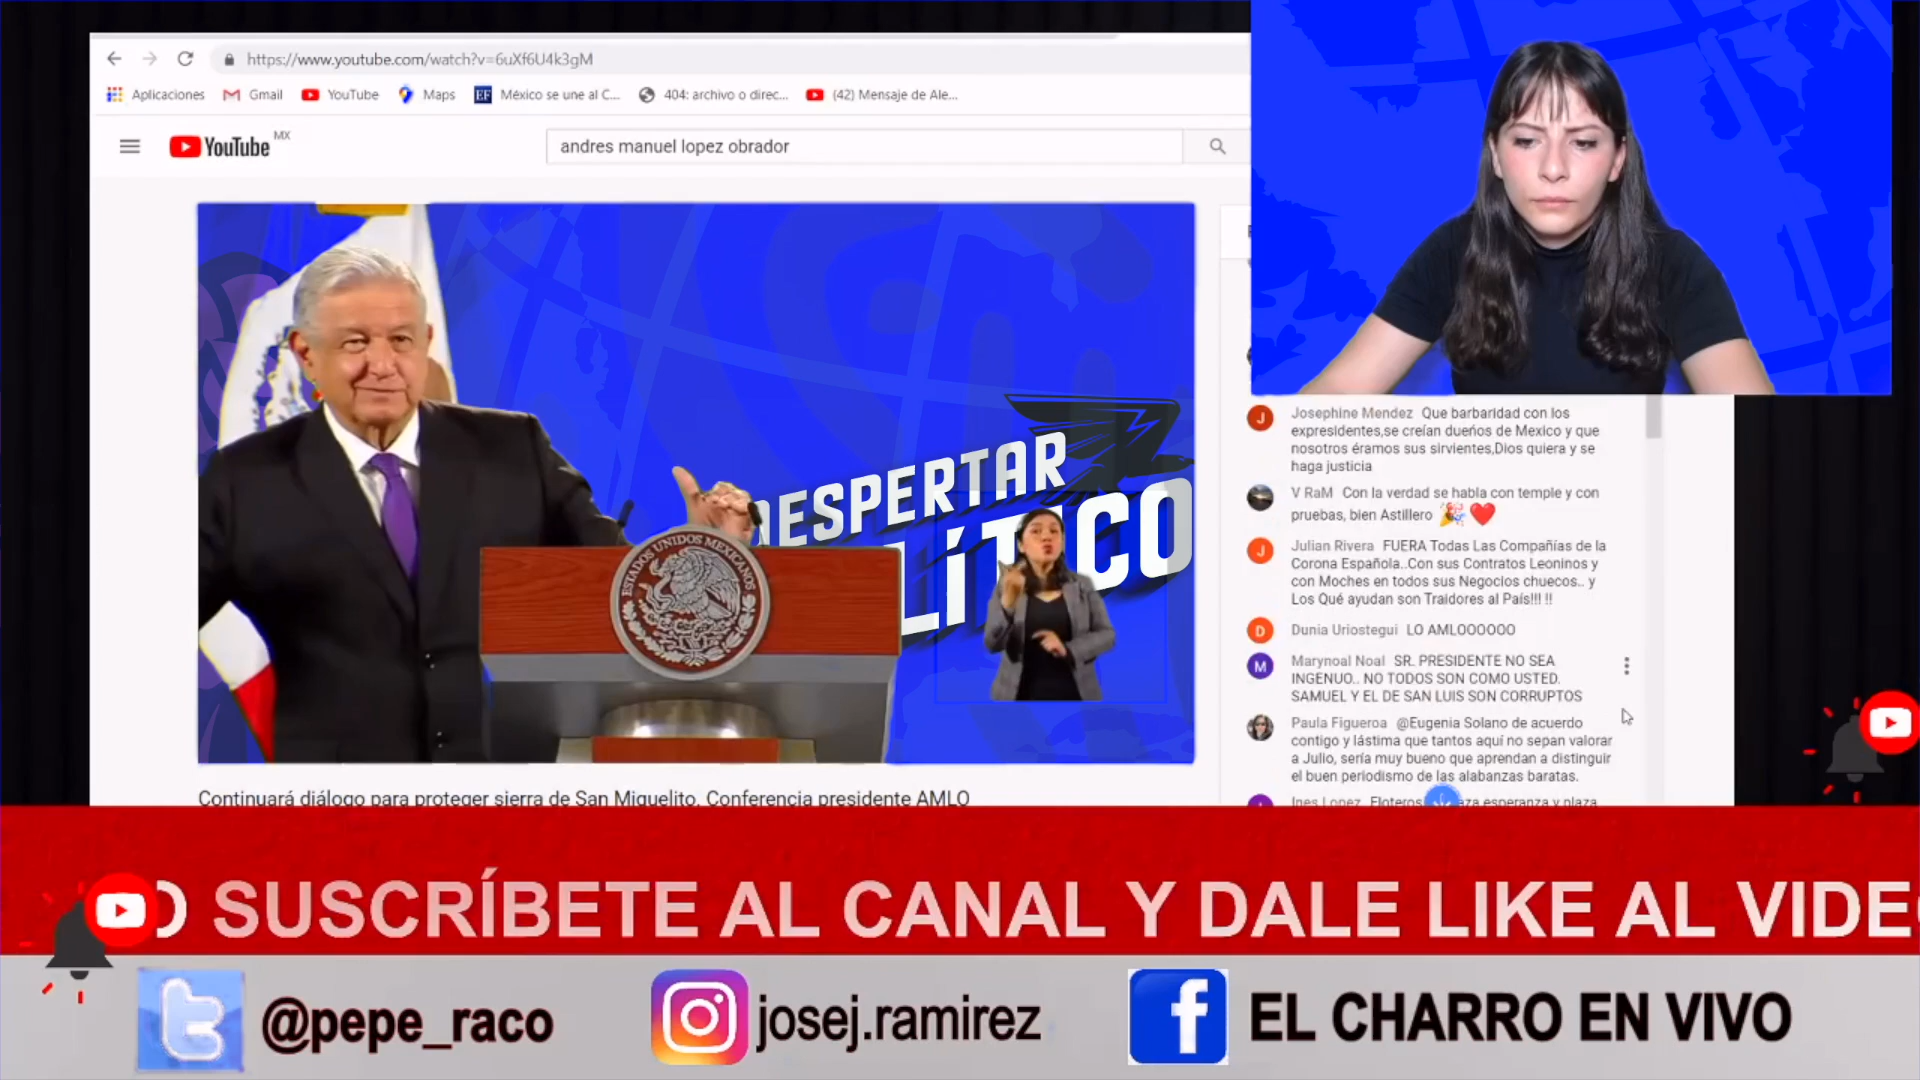 https://www.youtube.com/watch?v=6uXf6U4k3gM
Aplicaciones
Gmail
YouTube
Maps
EF
México se une al C...
404: archivo o direc...
(42) Mensaje de Ale...
YouTube MX
andres manuel lopez obrador
DESPERTAR
LíTICO
ESTADOS UNIDOS MEXICANOS
Continuará diálogo para proteger sierra de San Miguelito. Conferencia presidente AMLO
J
Josephine Mendez Que barbaridad con los
expresidentes,se creían dueños de Mexico y que
nosotros éramos sus sirvientes,Dios quiera y se
haga justicia
V RaM Con la verdad se habla con temple y con
pruebas, bien Astillero 🎉❤️
J
Julian Rivera FUERA Todas Las Compañías de la
Corona Española..Con sus Contratos Leoninos y
con Moches en todos sus Negocios chuecos.. y
Los Qué ayudan son Traidores al País!!! !!
D
Dunia Uriostegui LO AMLOOOOOO
M
Marynoal Noal SR. PRESIDENTE NO SEA
INGENUO.. NO TODOS SON COMO USTED.
SAMUEL Y EL DE SAN LUIS SON CORRUPTOS
Paula Figueroa @Eugenia Solano de acuerdo
contigo y lástima que tantos aquí no sepan valorar
a Julio, sería muy bueno que aprendan a distinguir
el buen periodismo de las alabanzas baratas.
Ines Lopez esperanza y plaza
O SUSCRÍBETE AL CANAL Y DALE LIKE AL VIDE
@pepe_raco
josej.ramirez
EL CHARRO EN VIVO